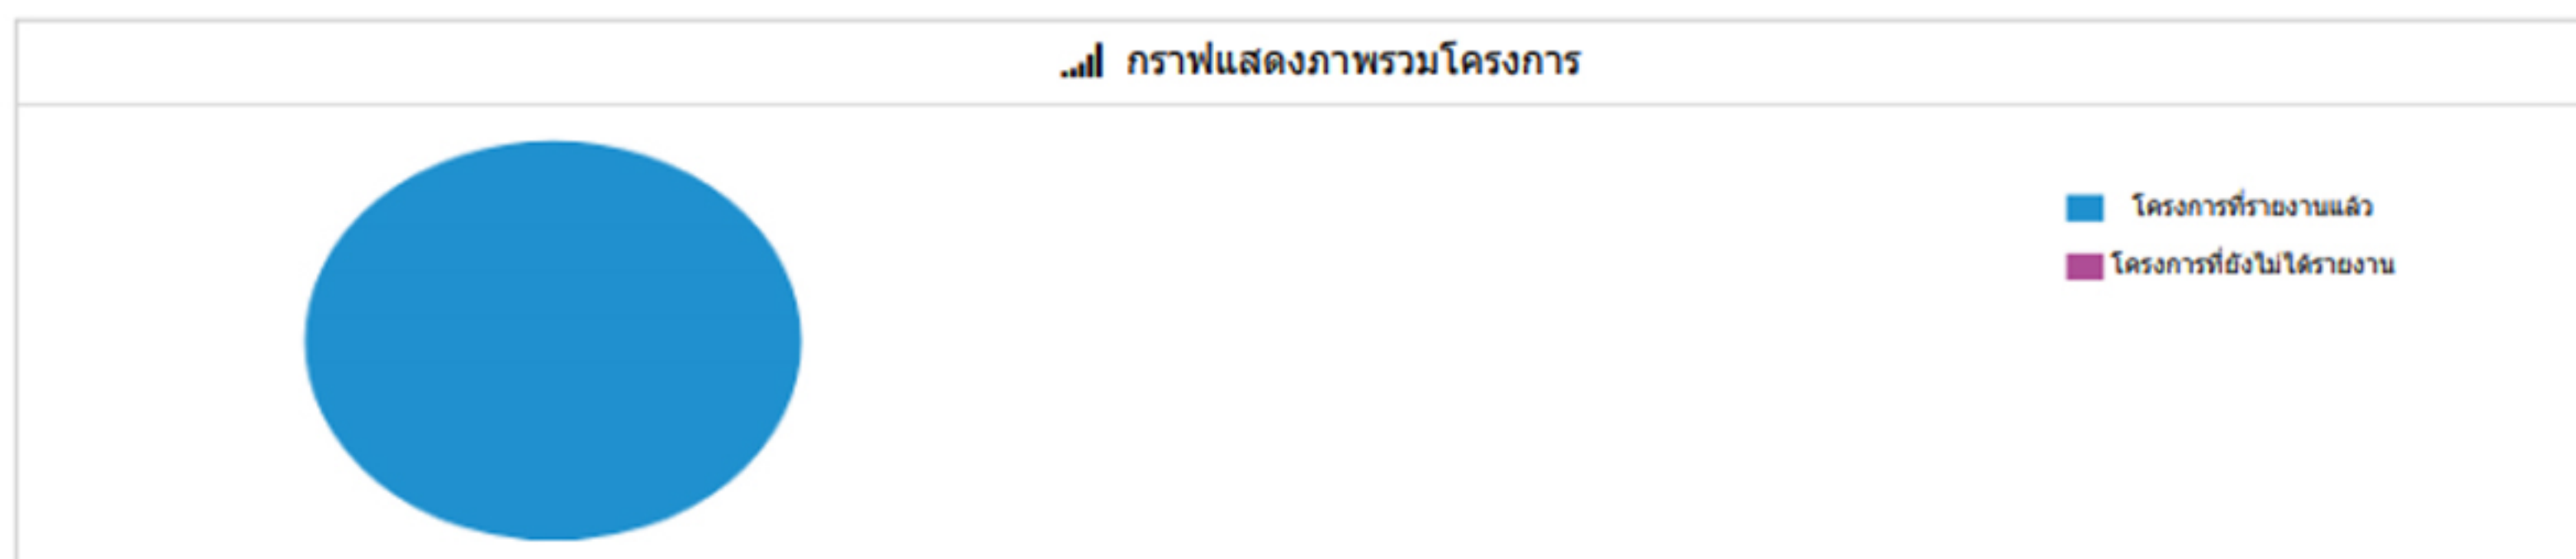 กราฟแสดงภาพรวมโครงการ
โครงการที่รายงานแล้ว
โครงการที่ยังไม่ได้รายงาน